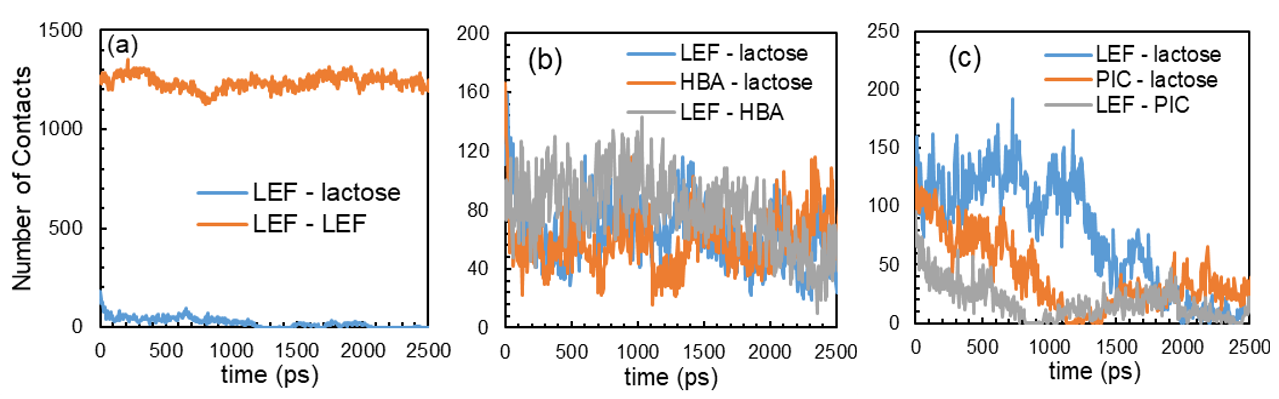 (a)
1500
1000
500
0
Number of Contacts
LEF - lactose
LEF - LEF
0 500 1000 1500 2000 2500
time (ps)
(b)
200
160
120
80
40
0
LEF - lactose
HBA - lactose
LEF - HBA
0 500 1000 1500 2000 2500
time (ps)
(c)
250
200
150
100
50
0
LEF - lactose
PIC - lactose
LEF - PIC
0 500 1000 1500 2000 2500
time (ps)